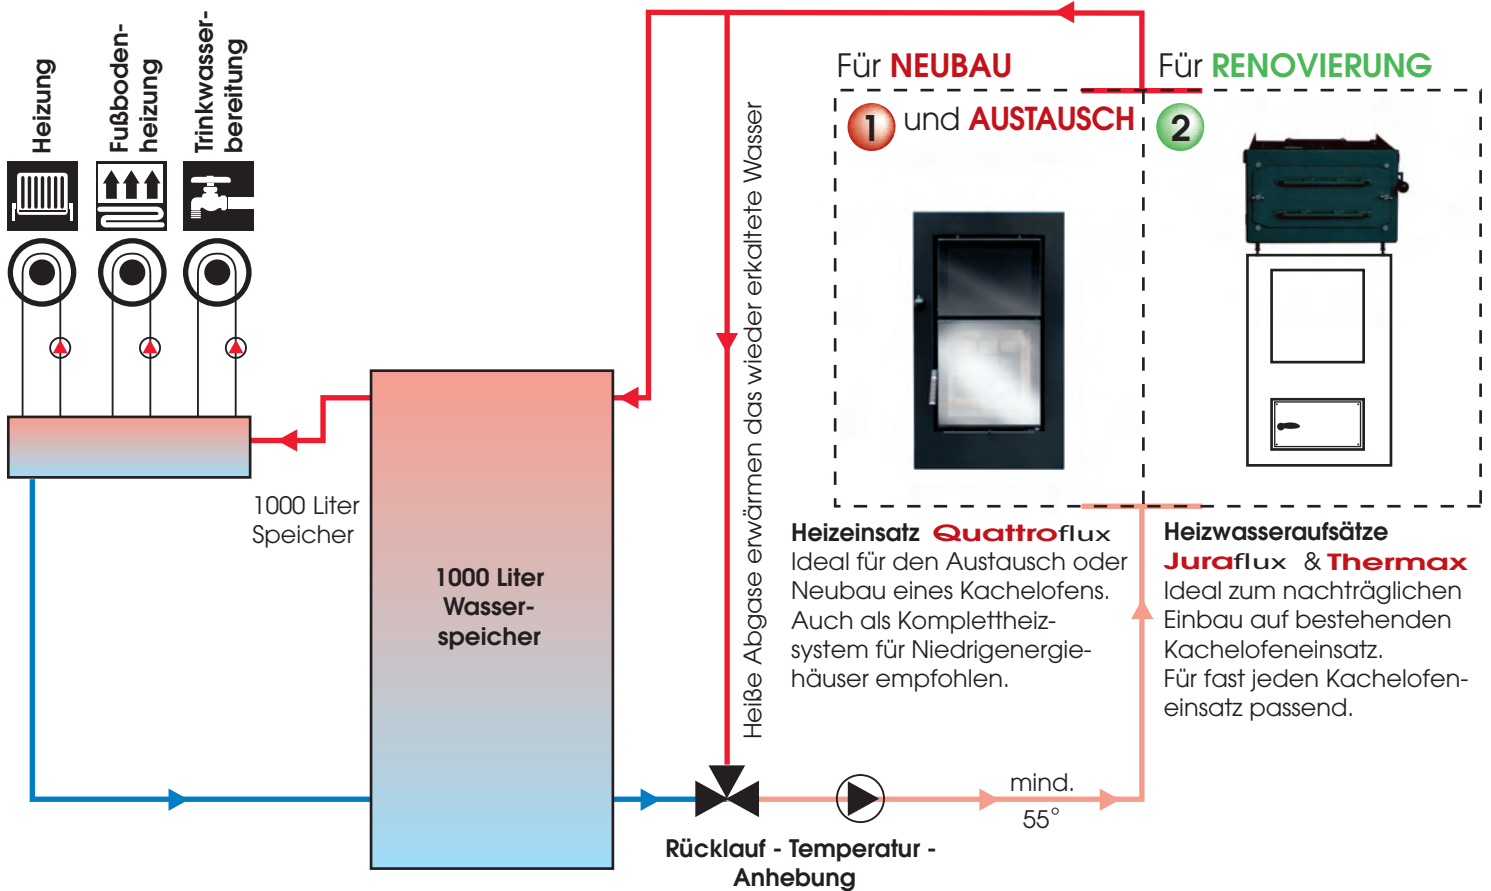 Heizung
Fußboden-
heizung
Trinkwasser-
bereitung
Für NEUBAU
1 und AUSTAUSCH
Für RENOVIERUNG
2
Heiße Abgase erwärmen das wieder erkaltete Wasser
1000 Liter
Speicher
1000 Liter
Wasser-
speicher
Heizeinsatz Quattroflux
Ideal für den Austausch oder
Neubau eines Kachelofens.
Auch als Komplettheiz-
system für Niedrigenergie-
häuser empfohlen.
Heizwasseraufsätze
Juraflux & Thermax
Ideal zum nachträglichen
Einbau auf bestehenden
Kachelofeneinsatz.
Für fast jeden Kachelofen-
einsatz passend.
mind.
55°
Rücklauf - Temperatur -
Anhebung